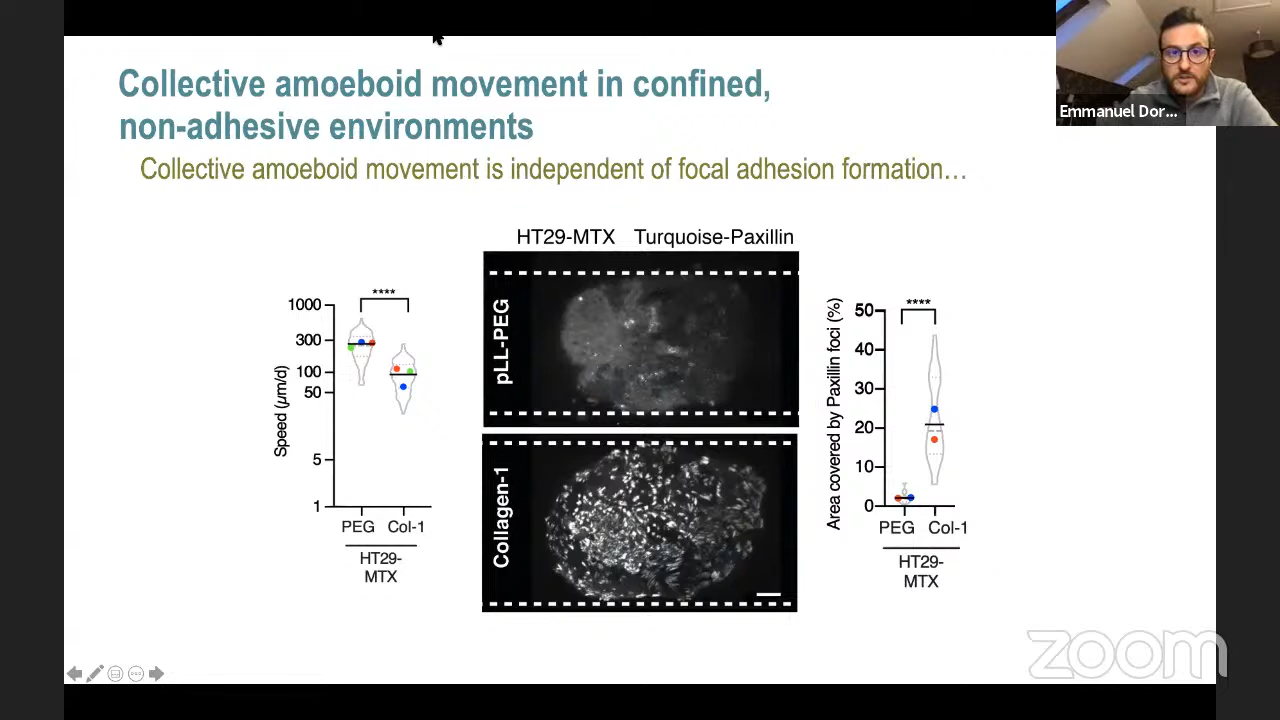 Collective amoeboid movement in confined,
non-adhesive environments
Collective amoeboid movement is independent of focal adhesion formation…
Emmanuel Dor...
HT29-MTX Turquoise-Paxillin
pLL-PEG
Collagen-1
Speed (µm/d)
1000
300
100
50
5
1
****
PEG Col-1
HT29-
MTX
Area covered by Paxillin foci (%)
50
40
30
20
10
0
****
PEG Col-1
HT29-
MTX
zoom